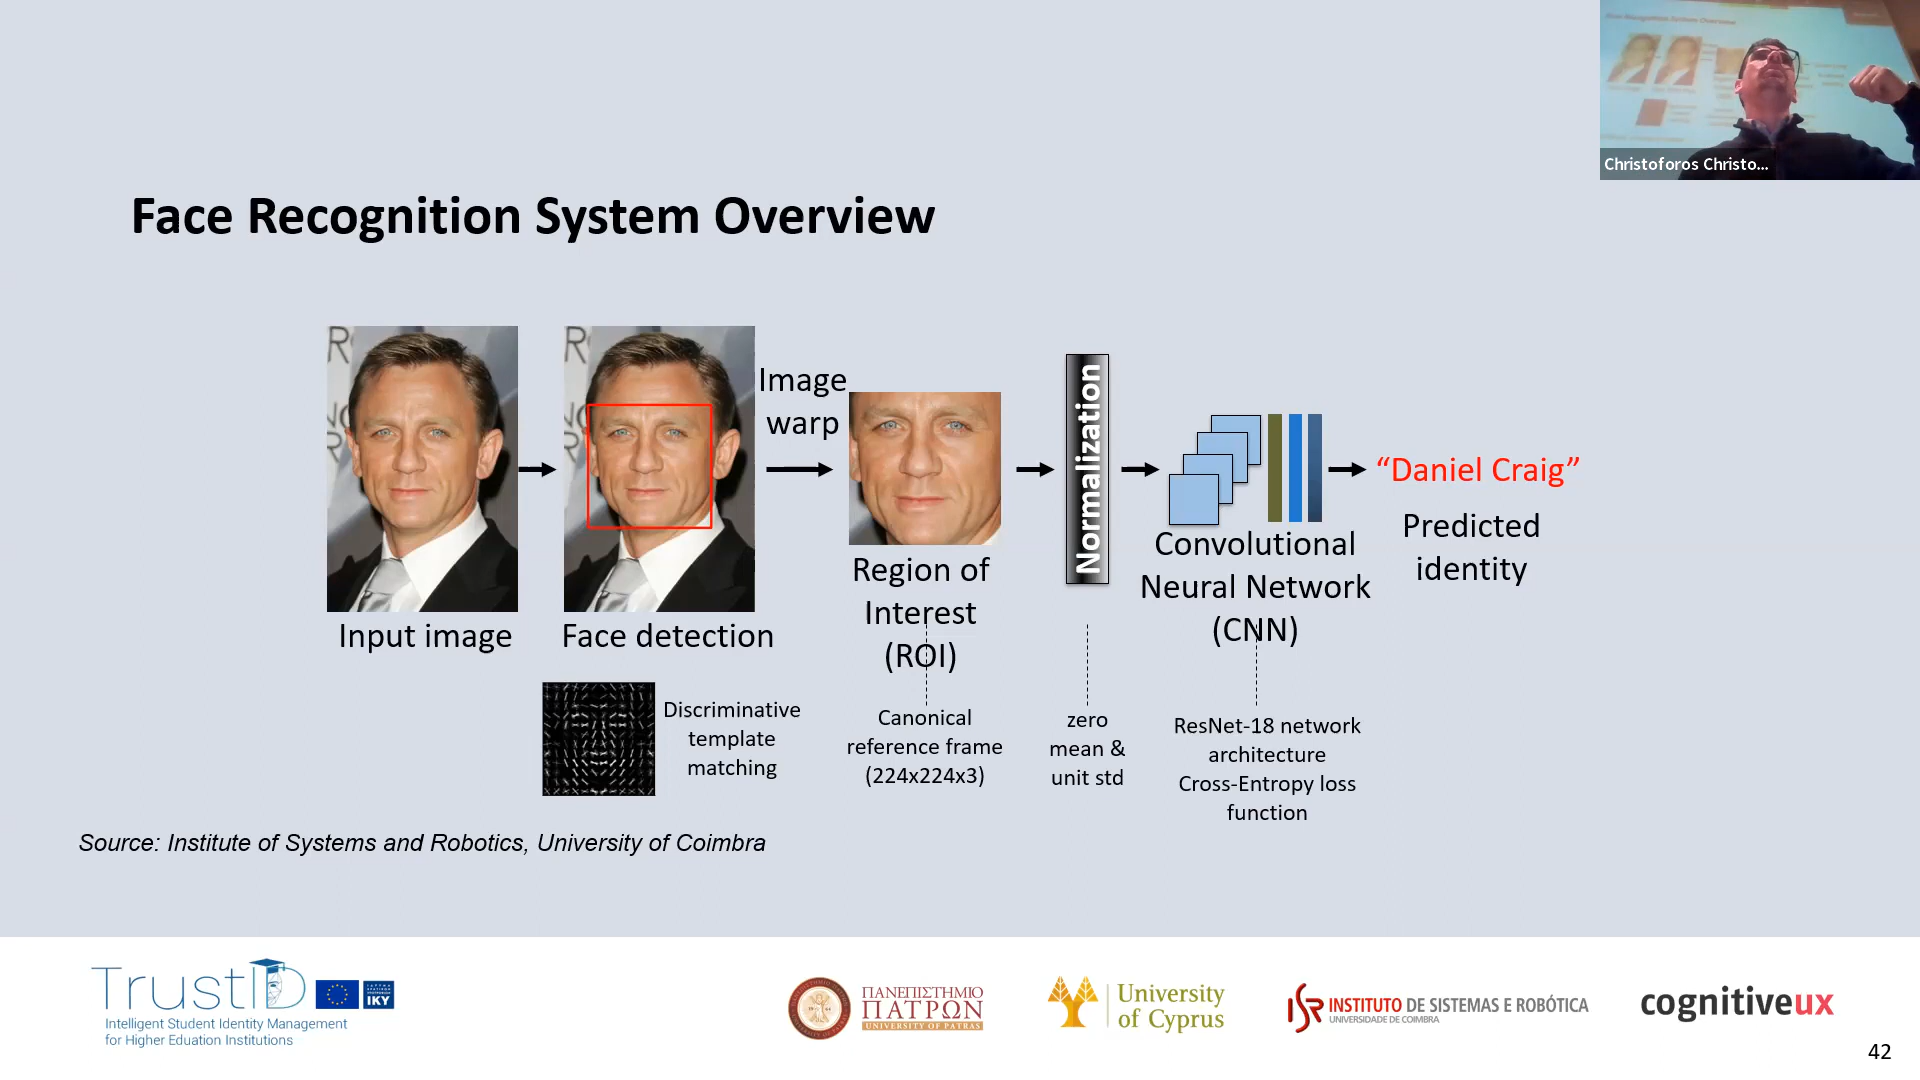 Christoforos Christo...
Face Recognition System Overview
Image
warp
Normalization
"Daniel Craig"
Predicted
identity
Input image
Face detection
Region of
Interest
(ROI)
Convolutional
Neural Network
(CNN)
Discriminative
template
matching
Canonical
reference frame
(224x224x3)
zero
mean &
unit std
ResNet-18 network
architecture
Cross-Entropy loss
function
Source: Institute of Systems and Robotics, University of Coimbra
TrustID
IKY
Intelligent Student Identity Management
for Higher Eduation Institutions
ΠΑΝΕΠΙΣΤΗΜΙΟ
ΠΑΤΡΩΝ
UNIVERSITY OF PATRAS
University
of Cyprus
ISR INSTITUTO DE SISTEMAS E ROBÓTICA
UNIVERSIDADE DE COIMBRA
cognitiveux
42